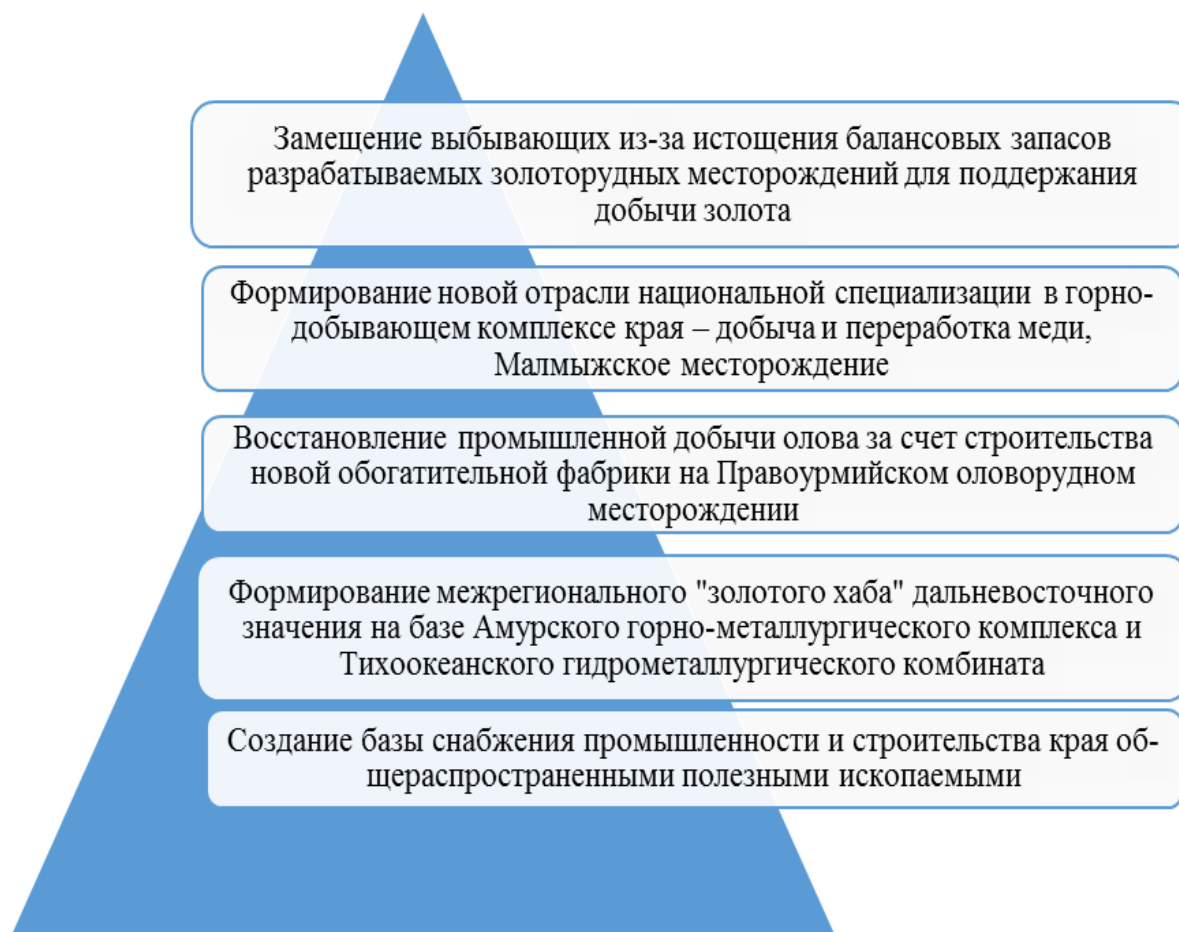 Замещение выбывающих из-за истощения балансовых запасов
разрабатываемых золоторудных месторождений для поддержания
добычи золота
Формирование новой отрасли национальной специализации в горно-
добывающем комплексе края – добыча и переработка меди,
Малмыжское месторождение
Восстановление промышленной добычи олова за счет строительства
новой обогатительной фабрики на Правоурмийском оловорудном
месторождении
Формирование межрегионального "золотого хаба" дальневосточного
значения на базе Амурского горно-металлургического комплекса и
Тихоокеанского гидрометаллургического комбината
Создание базы снабжения промышленности и строительства края об-
щераспространенными полезными ископаемыми